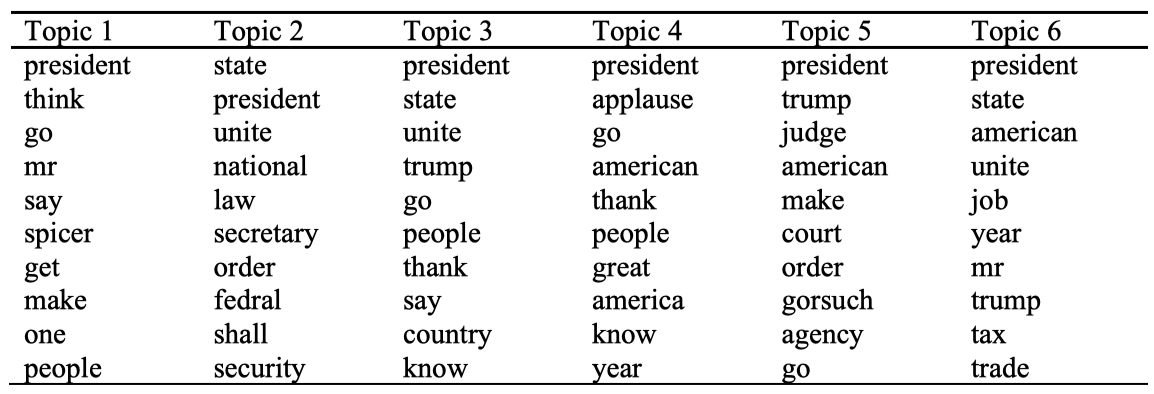 Topic 1 Topic 2 Topic 3 Topic 4 Topic 5 Topic 6
president state president president president president
think president state applause trump state
go unite unite go judge american
mr national trump american american unite
say law go thank make job
spicer secretary people people court year
get order thank great order mr
make fedral say america gorsuch trump
one shall country know agency tax
people security know year go trade